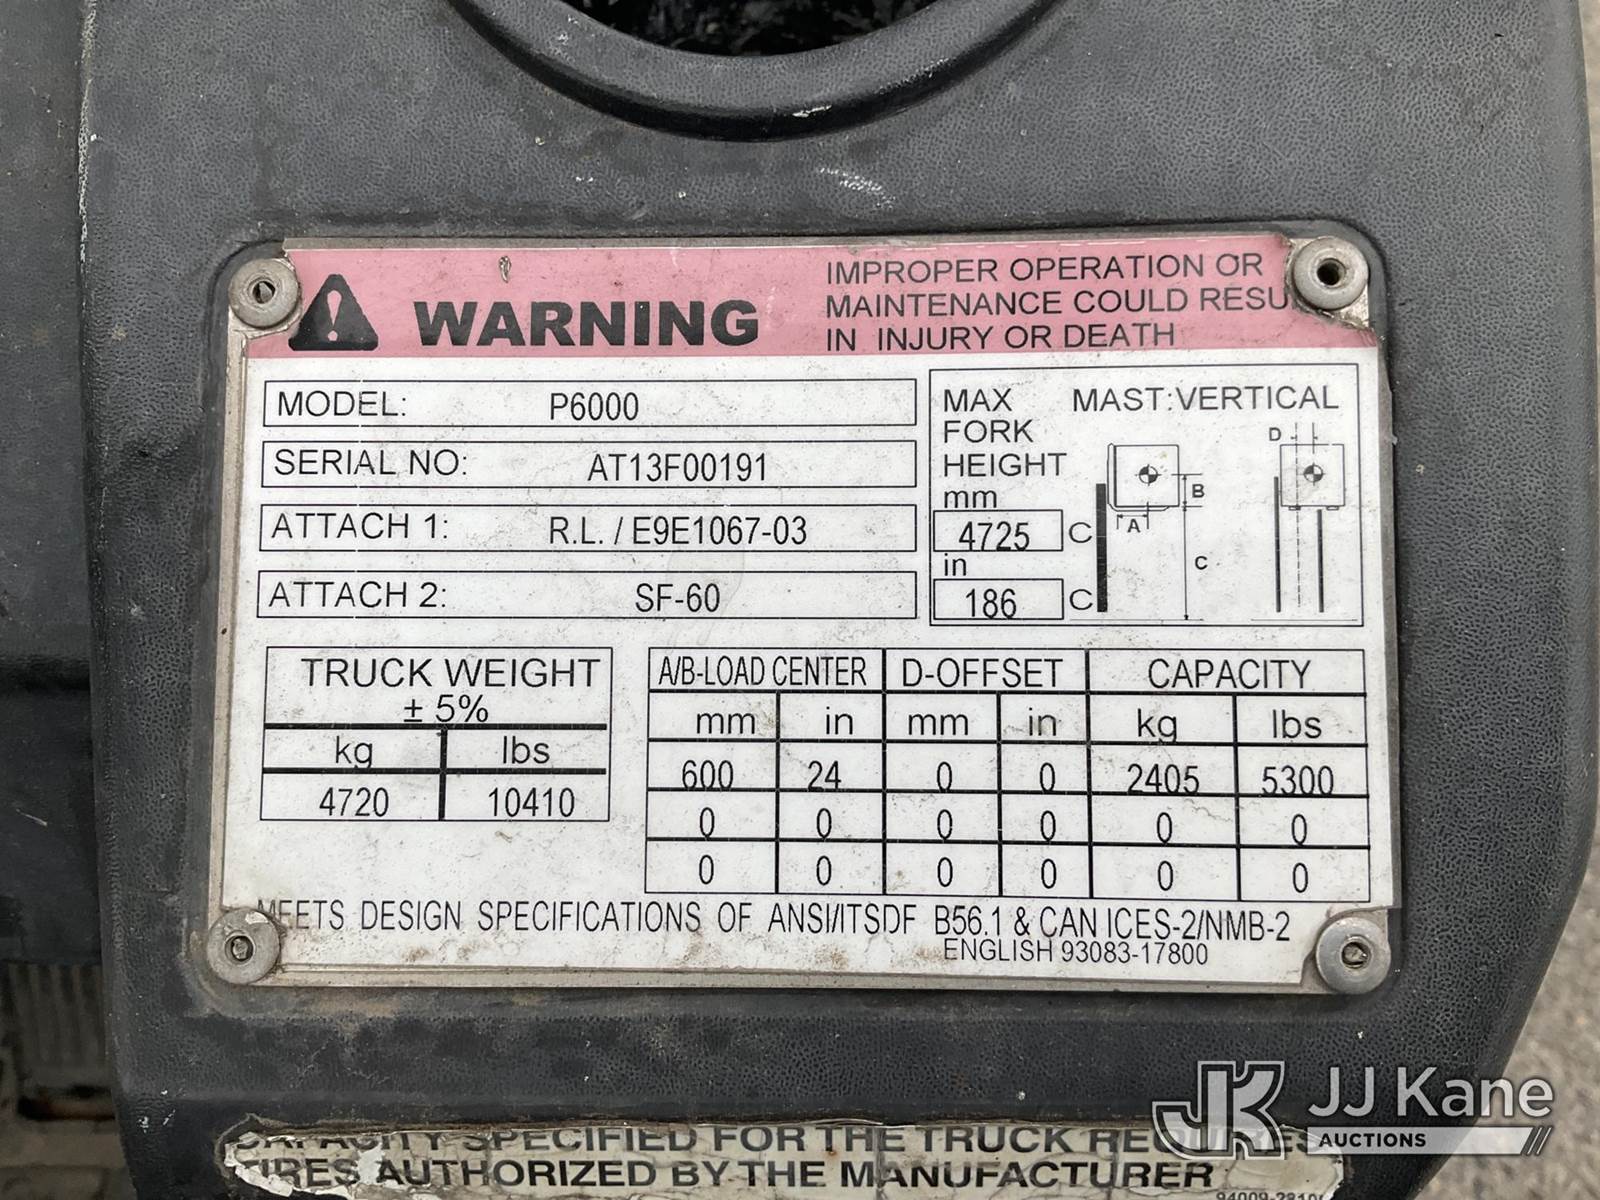 WARNING
IMPROPER OPERATION OR
MAINTENANCE COULD RESU
IN INJURY OR DEATH
MODEL: P6000
SERIAL NO: AT13F00191
ATTACH 1: R.L. / E9E1067-03
ATTACH 2: SF-60
MAX MAST:VERTICAL
FORK
HEIGHT
mm
4725 C
in
186 C
D
B
A
C
TRUCK WEIGHT
± 5%
kg lbs
4720 10410
A/B-LOAD CENTER D-OFFSET CAPACITY
mm in mm in kg lbs
600 24 0 0 2405 5300
0 0 0 0 0 0
0 0 0 0 0 0
MEETS DESIGN SPECIFICATIONS OF ANSI/ITSDF B56.1 & CAN ICES-2/NMB-2
ENGLISH 93083-17800
CAPACITY SPECIFIED FOR THE TRUCK REQUIRES
TIRES AUTHORIZED BY THE MANUFACTURER
JK JJ Kane
AUCTIONS